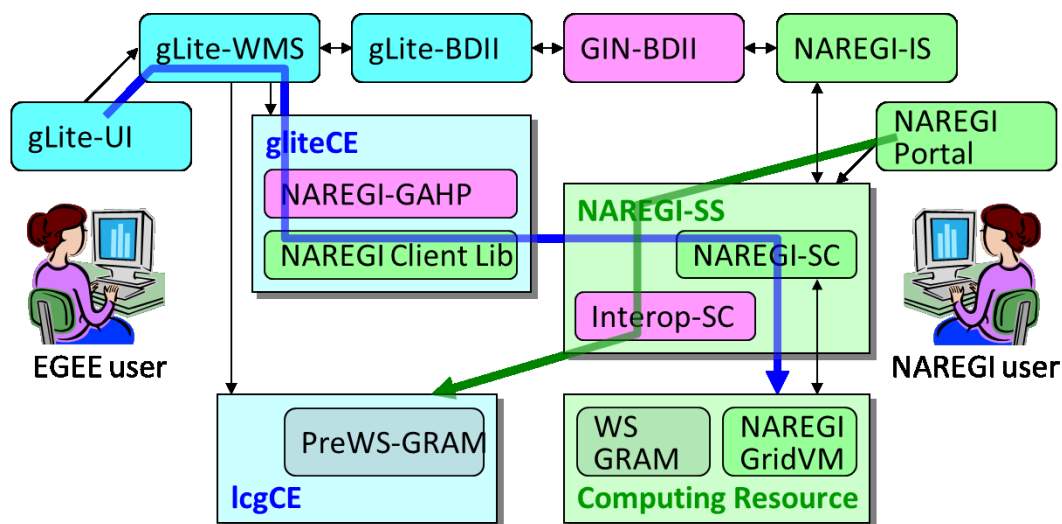 gLite-WMS
gLite-BDII
GIN-BDII
NAREGI-IS
gLite-UI
NAREGI
Portal
gliteCE
NAREGI-GAHP
NAREGI Client Lib
NAREGI-SS
NAREGI-SC
Interop-SC
EGEE user
NAREGI user
PreWS-GRAM
lcgCE
WS
GRAM
NAREGI
GridVM
Computing Resource